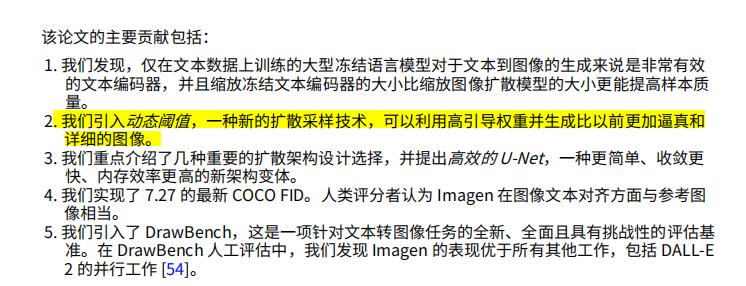 该论文的主要贡献包括：
1. 我们发现，仅在文本数据上训练的大型冻结语言模型对于文本到图像的生成来说是非常有效
的文本编码器，并且缩放冻结文本编码器的大小比缩放图像扩散模型的大小更能提高样本质
量。
2. 我们引入动态阈值，一种新的扩散采样技术，可以利用高引导权重并生成比以前更加逼真和
详细的图像。
3. 我们重点介绍了几种重要的扩散架构设计选择，并提出高效的 U-Net，一种更简单、收敛更
快、内存效率更高的新架构变体。
4. 我们实现了 7.27 的最新 COCO FID。人类评分者认为 Imagen 在图像文本对齐方面与参考图
像相当。
5. 我们引入了 DrawBench，这是一项针对文本转图像任务的全新、全面且具有挑战性的评估基
准。在 DrawBench 人工评估中，我们发现 Imagen 的表现优于所有其他工作，包括 DALL-E
2 的并行工作 [54]。